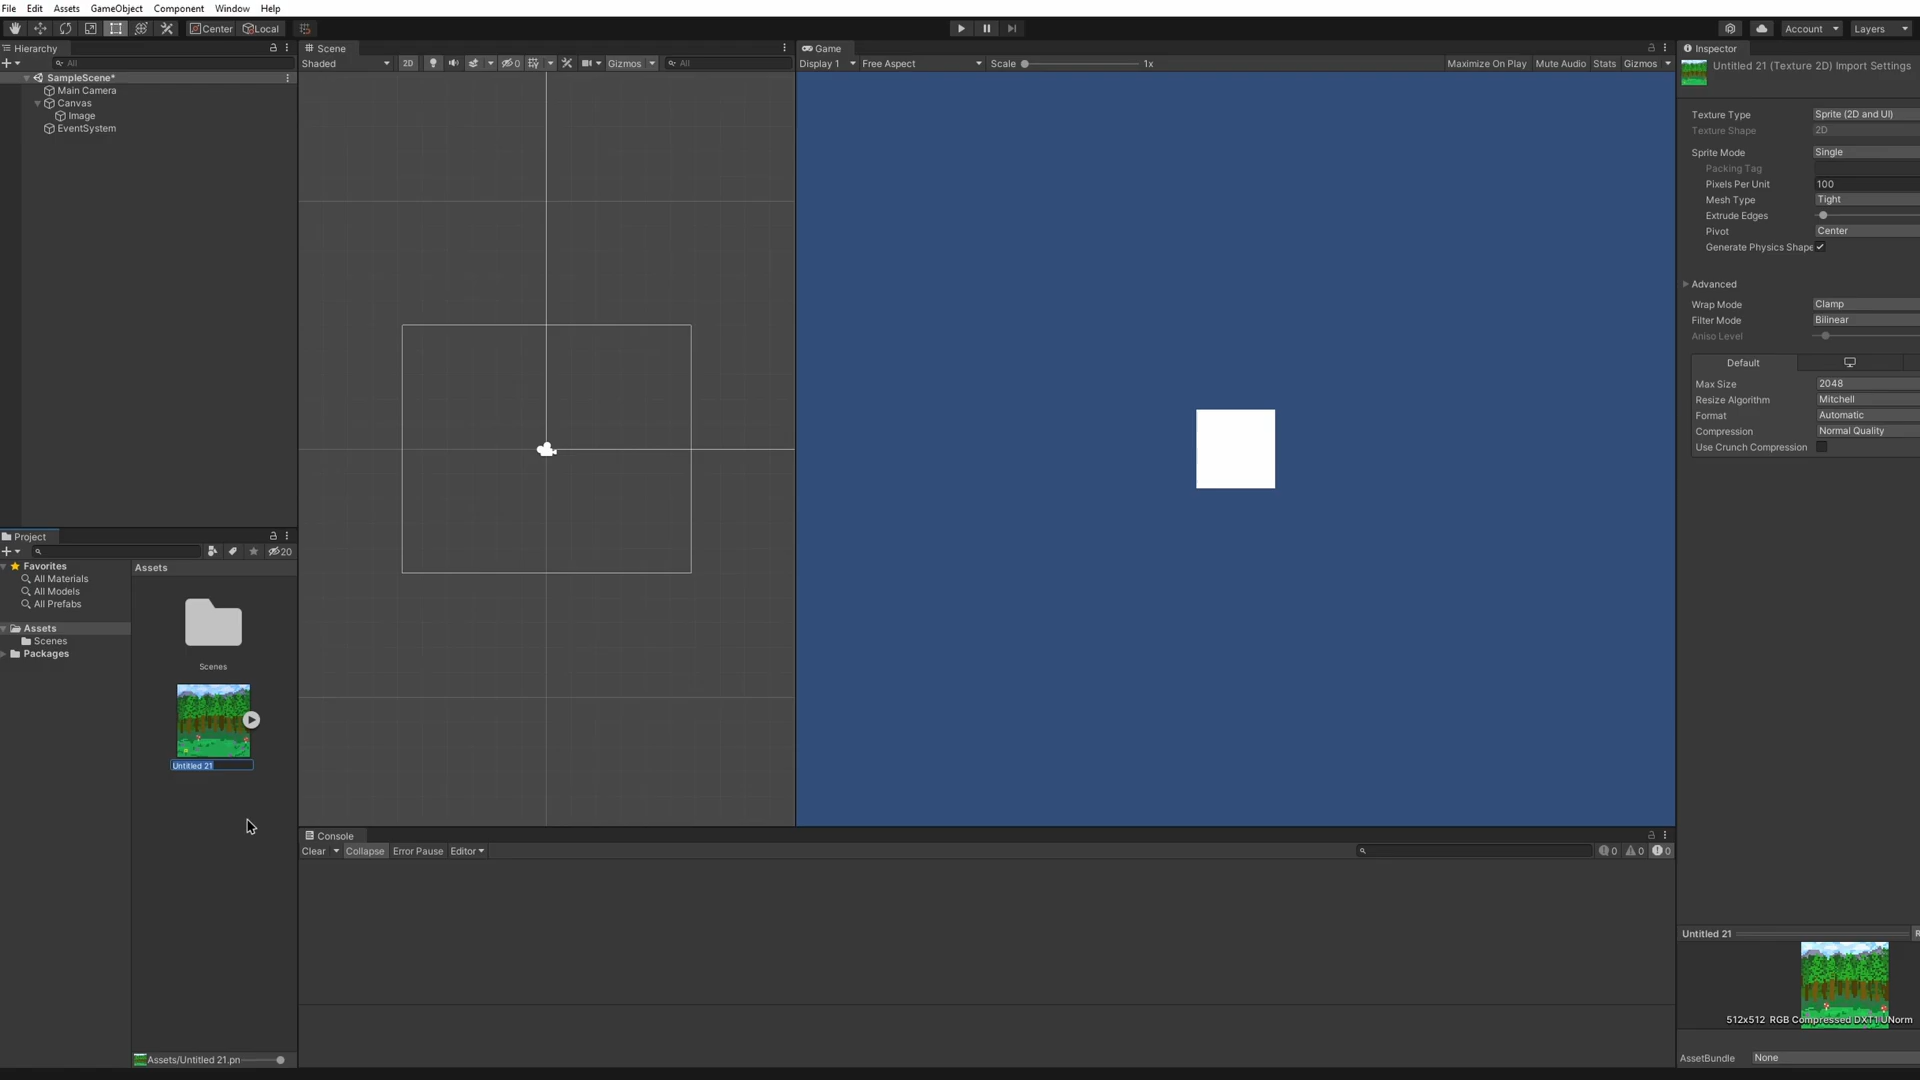 File Edit Assets GameObject Component Window Help
Center Local Account Layers
Hierarchy
All
SampleScene*
Main Camera
Canvas
Image
EventSystem
Scene
Shaded 2D 0 Gizmos All
Game
Display 1 Free Aspect Scale 1x Maximize On Play Mute Audio Stats Gizmos
Inspector
Untitled 21 (Texture 2D) Import Settings
Texture Type Sprite (2D and UI)
Texture Shape 2D
Sprite Mode Single
Packing Tag
Pixels Per Unit 100
Mesh Type Tight
Extrude Edges
Pivot Center
Generate Physics Shape
Advanced
Wrap Mode Clamp
Filter Mode Bilinear
Aniso Level
Default
Max Size 2048
Resize Algorithm Mitchell
Format Automatic
Compression Normal Quality
Use Crunch Compression
Project
20
Favorites
All Materials
All Models
All Prefabs
Assets
Scenes
Packages
Assets
Scenes
Untitled 21
Assets/Untitled 21.pn
Console
Clear Collapse Error Pause Editor 0 0 0
Untitled 21
512x512 RGB Compressed DXT1 UNorm
AssetBundle None